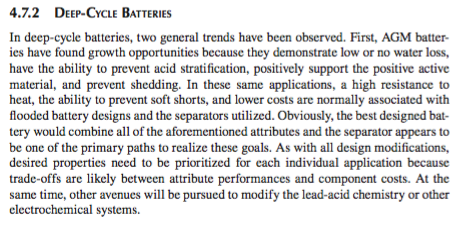 4.7.2 DEEP-CYCLE BATTERIES
In deep-cycle batteries, two general trends have been observed. First, AGM batter-
ies have found growth opportunities because they demonstrate low or no water loss,
have the ability to prevent acid stratification, positively support the positive active
material, and prevent shedding. In these same applications, a high resistance to
heat, the ability to prevent soft shorts, and lower costs are normally associated with
flooded battery designs and the separators utilized. Obviously, the best designed bat-
tery would combine all of the aforementioned attributes and the separator appears to
be one of the primary paths to realize these goals. As with all design modifications,
desired properties need to be prioritized for each individual application because
trade-offs are likely between attribute performances and component costs. At the
same time, other avenues will be pursued to modify the lead-acid chemistry or other
electrochemical systems.